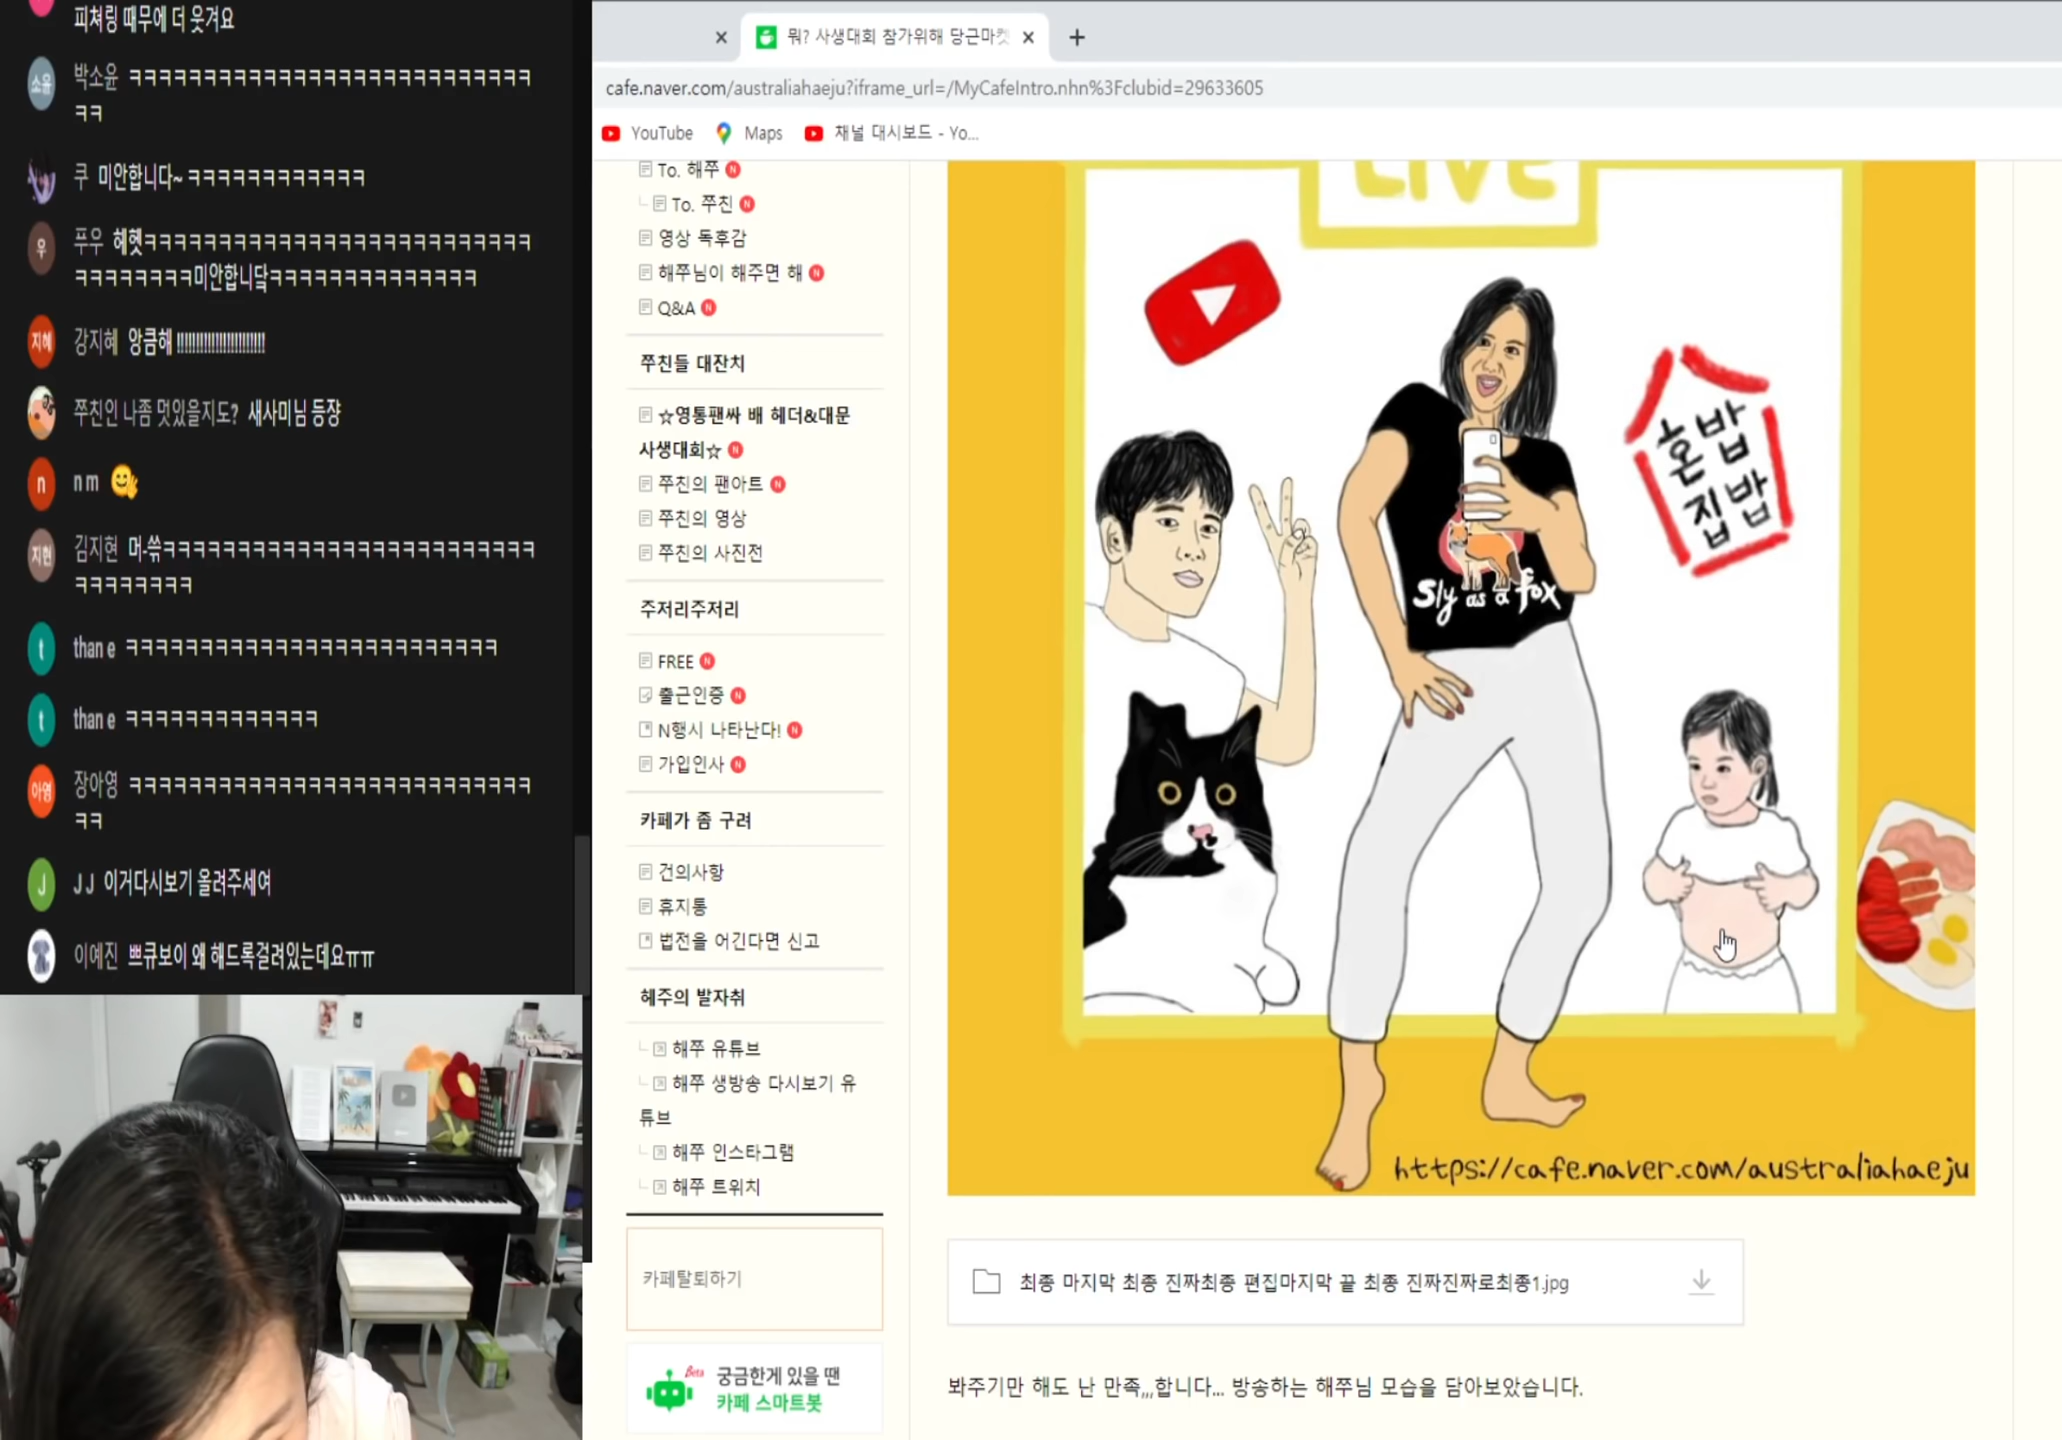 피쳐링 때문에 더 웃겨요
소윤 박소윤 ㅋㅋㅋㅋㅋㅋㅋㅋㅋㅋㅋㅋㅋㅋㅋㅋㅋㅋㅋㅋㅋㅋㅋㅋㅋㅋㅋ
ㅋㅋ
쿠 미안합니다~ ㅋㅋㅋㅋㅋㅋㅋㅋㅋㅋㅋㅋ
우 푸우 헤헷ㅋㅋㅋㅋㅋㅋㅋㅋㅋㅋㅋㅋㅋㅋㅋㅋㅋㅋㅋㅋㅋㅋㅋㅋㅋㅋ
ㅋㅋㅋㅋㅋㅋㅋㅋ미안합니닼ㅋㅋㅋㅋㅋㅋㅋㅋㅋㅋㅋㅋㅋㅋ
지혜 강지혜 앙큼해 !!!!!!!!!!!!!!!!!!!!!!
쭈친인 나좀 멋있을지도? 새사미님 등쟝
n n m
지현 김지현 머-쓲ㅋㅋㅋㅋㅋㅋㅋㅋㅋㅋㅋㅋㅋㅋㅋㅋㅋㅋㅋㅋㅋㅋㅋㅋㅋ
ㅋㅋㅋㅋㅋㅋㅋㅋ
t than e ㅋㅋㅋㅋㅋㅋㅋㅋㅋㅋㅋㅋㅋㅋㅋㅋㅋㅋㅋㅋㅋㅋㅋㅋㅋ
t than e ㅋㅋㅋㅋㅋㅋㅋㅋㅋㅋㅋㅋㅋ
아영 장아영 ㅋㅋㅋㅋㅋㅋㅋㅋㅋㅋㅋㅋㅋㅋㅋㅋㅋㅋㅋㅋㅋㅋㅋㅋㅋㅋㅋ
ㅋㅋ
J J J 이거다시보기 올려주세여
이예진 쁘큐보이 왜 해드록걸려있는데요ㅠㅠ
뭐? 사생대회 참가위해 당근마켓
cafe.naver.com/australiahaeju?iframe_url=/MyCafeIntro.nhn%3Fclubid=29633605
YouTube Maps 채널 대시보드 - Yo...
To. 해쭈 N
To. 쭈친 N
영상 독후감
해쭈님이 해주면 해 N
Q&A N
쭈친들 대잔치
☆영통팬싸 배 헤더&대문
사생대회☆ N
쭈친의 팬아트 N
쭈친의 영상
쭈친의 사진전
주저리주저리
FREE N
출근인증 N
N행시 나타난다! N
가입인사 N
카페가 좀 구려
건의사항
휴지통
법전을 어긴다면 신고
헤주의 발자취
해쭈 유튜브
해쭈 생방송 다시보기 유
튜브
해쭈 인스타그램
해쭈 트위치
카페탈퇴하기
Beta 궁금한게 있을 땐
카페 스마트봇
LIVE
혼밥
집밥
Sly as a fox
https://cafe.naver.com/australiahaeju
최종 마지막 최종 진짜최종 편집마지막 끝 최종 진짜진짜로최종1.jpg
봐주기만 해도 난 만족,,,합니다... 방송하는 해쭈님 모습을 담아보았습니다.